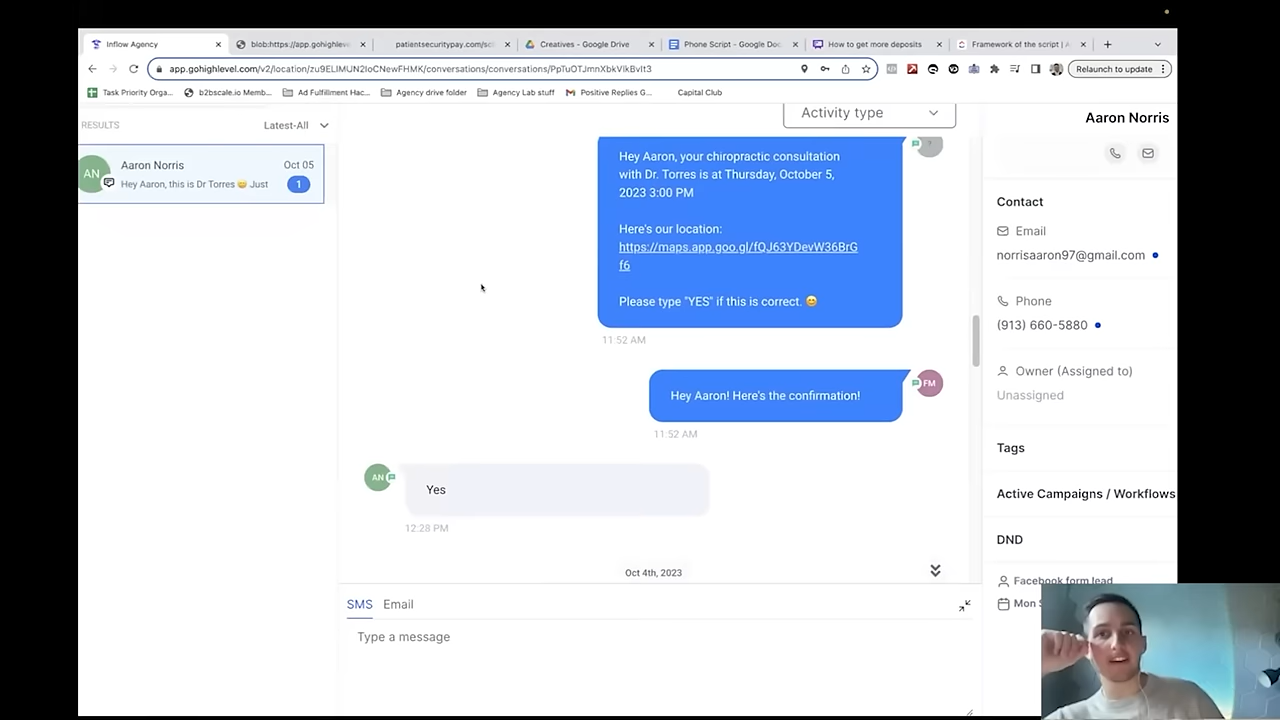 Inflow Agency
blob:https://app.gohighleve
patientsecuritypay.com/sc
Creatives - Google Drive
Phone Script - Google Doc
How to get more deposits
Framework of the script | A
app.gohighlevel.com/v2/location/zu9ELIMUN2IoCNewFHMK/conversations/conversations/PpTuOTJmnXbkVlkBvIt3
Relaunch to update
Task Priority Orga...
b2bscale.io Memb...
Ad Fulfillment Hac...
Agency drive folder
Agency Lab stuff
Positive Replies G...
Capital Club
RESULTS
Latest-All
AN
Aaron Norris
Oct 05
Hey Aaron, this is Dr Torres 😄 Just
1
Activity type
Hey Aaron, your chiropractic consultation
with Dr. Torres is at Thursday, October 5,
2023 3:00 PM
Here's our location:
https://maps.app.goo.gl/fQJ63YDevW36BrG
f6
Please type "YES" if this is correct. 😊
?
11:52 AM
Hey Aaron! Here's the confirmation!
FM
11:52 AM
AN
Yes
12:28 PM
Oct 4th, 2023
SMS
Email
Type a message
Aaron Norris
Contact
Email
norrisaaron97@gmail.com
Phone
(913) 660-5880
Owner (Assigned to)
Unassigned
Tags
Active Campaigns / Workflows
DND
Facebook form lead
Mon